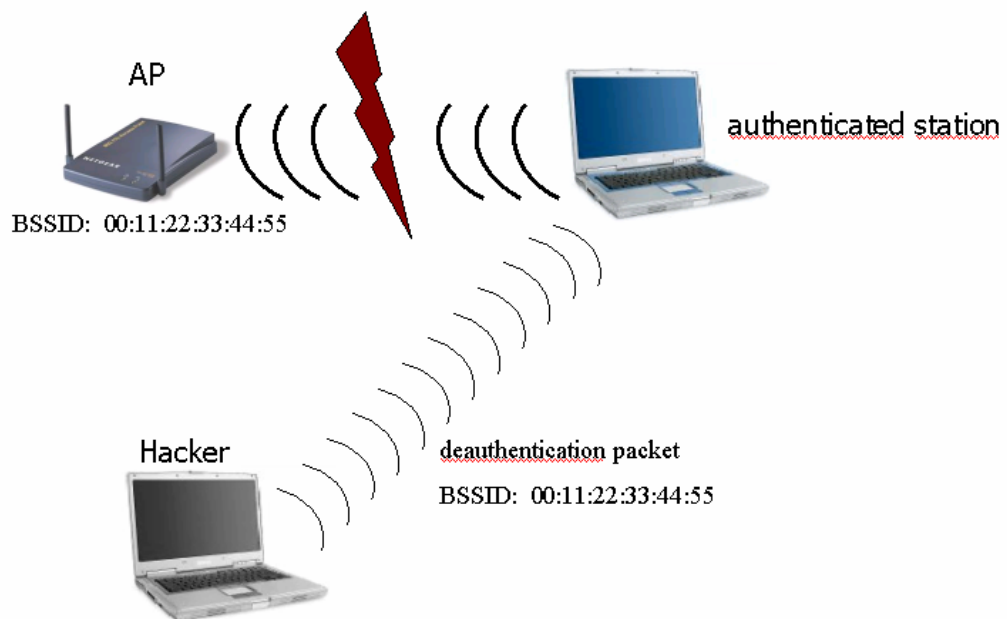 AP
authenticated station
NETGEAR
BSSID: 00:11:22:33:44:55
Hacker
deauthentication packet
BSSID: 00:11:22:33:44:55